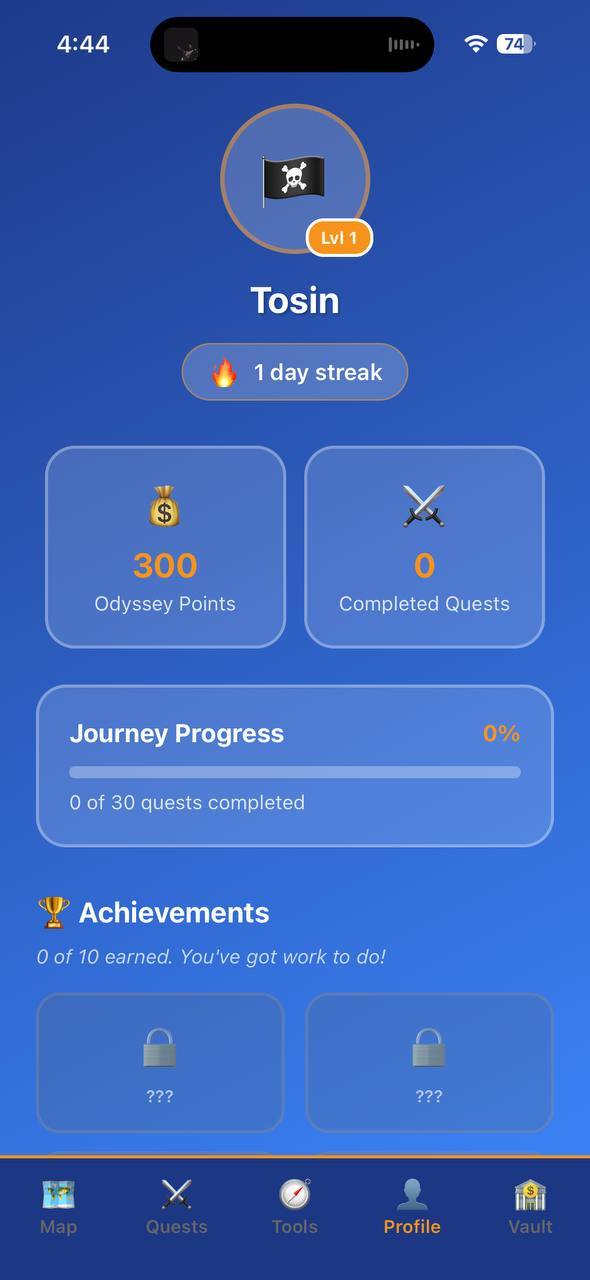 4:44
74
Lvl 1
Tosin
1 day streak
300
Odyssey Points
0
Completed Quests
Journey Progress
0%
0 of 30 quests completed
Achievements
0 of 10 earned. You've got work to do!
???
???
Map
Quests
Tools
Profile
Vault